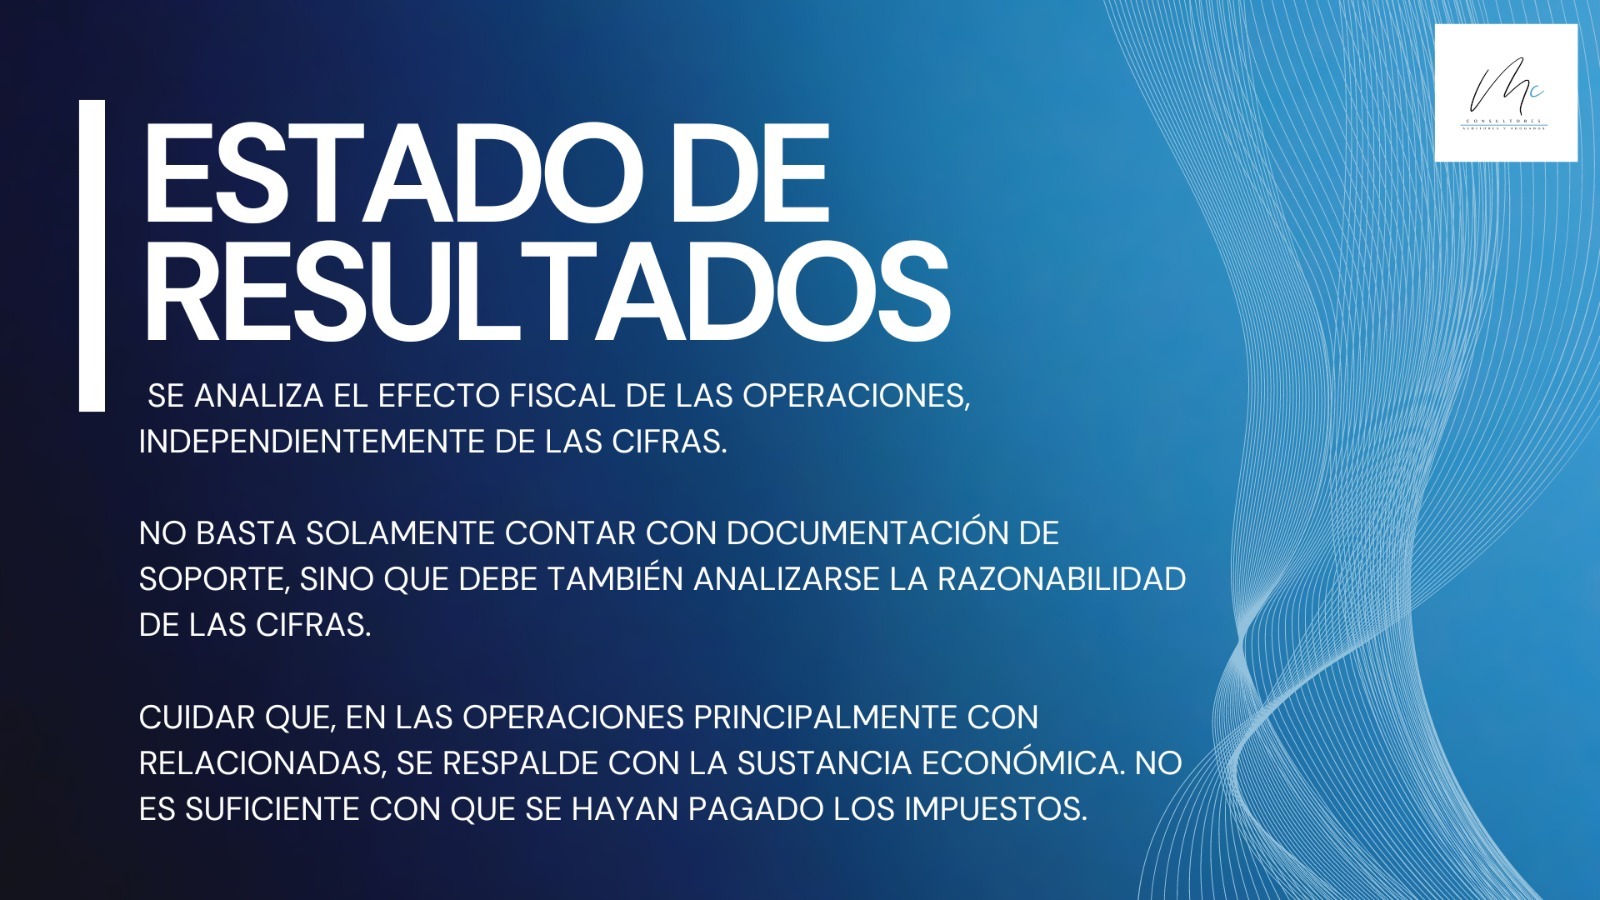 ESTADO DE
RESULTADOS
SE ANALIZA EL EFECTO FISCAL DE LAS OPERACIONES,
INDEPENDIENTEMENTE DE LAS CIFRAS.
NO BASTA SOLAMENTE CONTAR CON DOCUMENTACIÓN DE
SOPORTE, SINO QUE DEBE TAMBIÉN ANALIZARSE LA RAZONABILIDAD
DE LAS CIFRAS.
CUIDAR QUE, EN LAS OPERACIONES PRINCIPALMENTE CON
RELACIONADAS, SE RESPALDE CON LA SUSTANCIA ECONÓMICA. NO
ES SUFICIENTE CON QUE SE HAYAN PAGADO LOS IMPUESTOS.
Mc
CONSULTORES
AUDITORES Y ABOGADOS